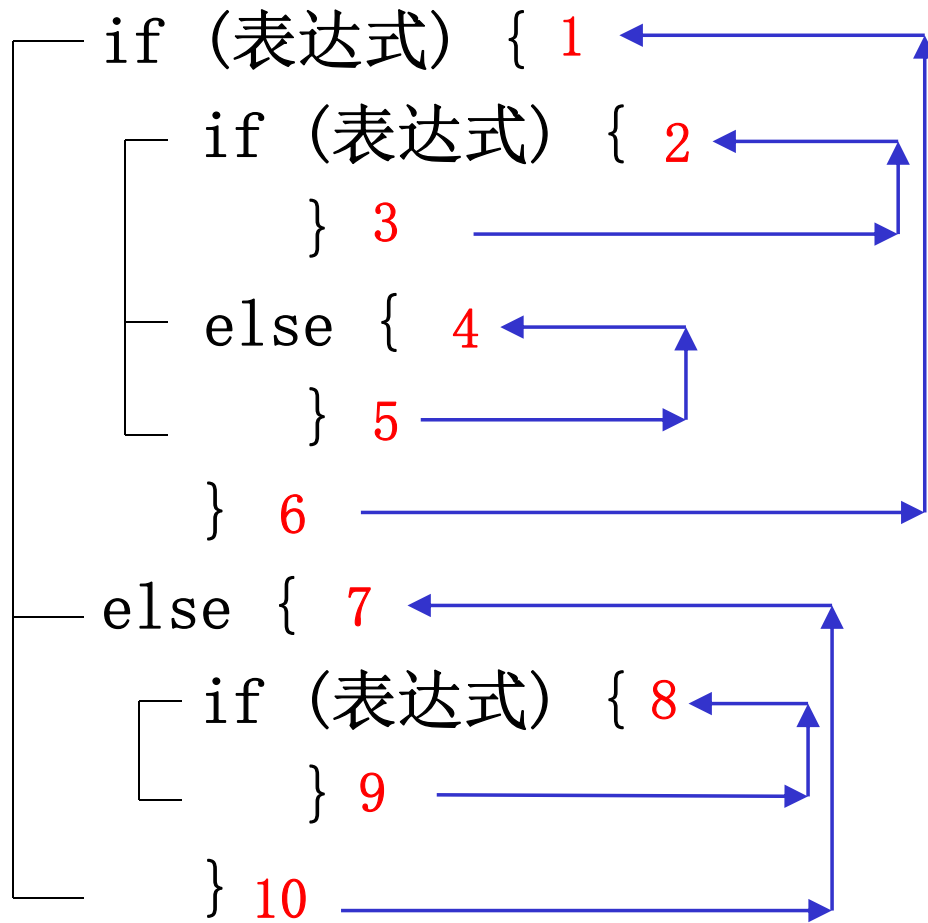 if (表达式) { 1
if (表达式) { 2
} 3
else { 4
} 5
} 6
else { 7
if (表达式) { 8
} 9
} 10